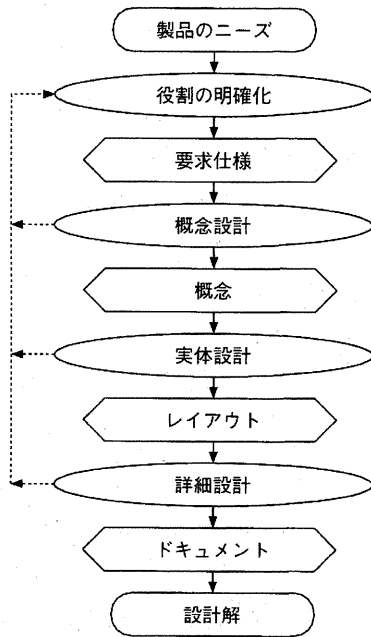 製品のニーズ
役割の明確化
要求仕様
概念設計
概念
実体設計
レイアウト
詳細設計
ドキュメント
設計解